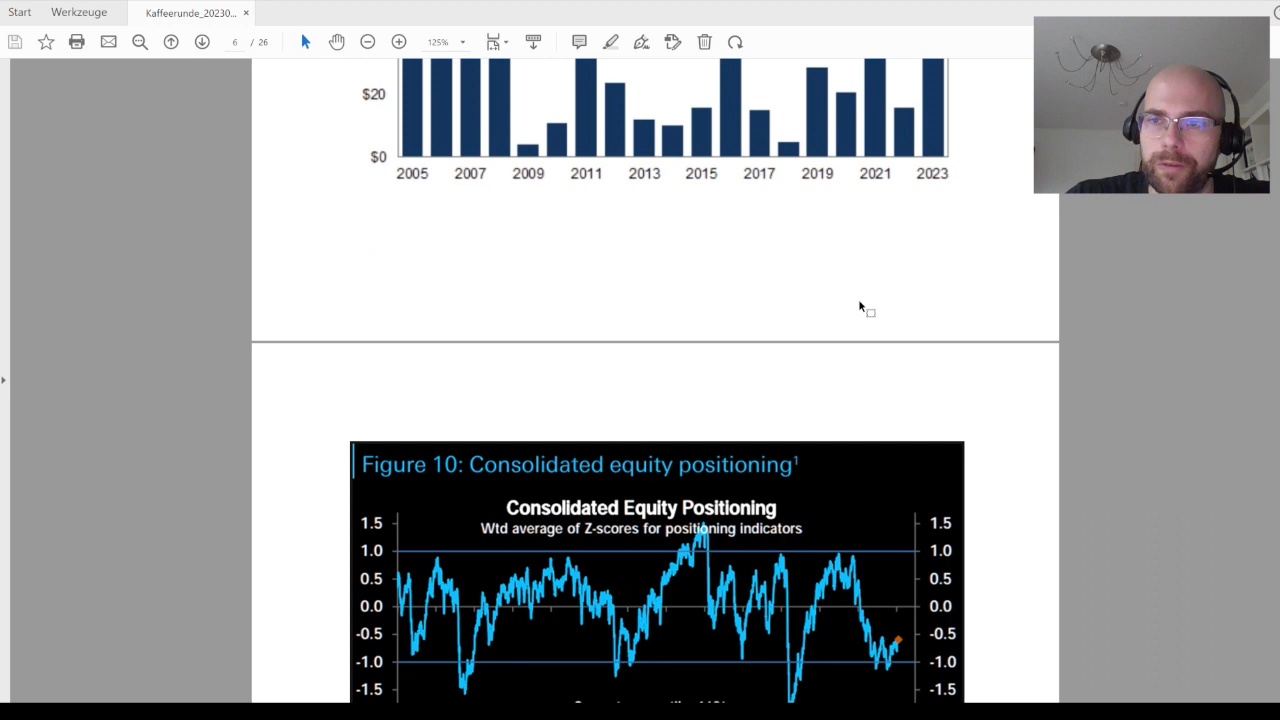 Start Werkzeuge Kaffeerunde_20230... ×
6 / 26 125%
$20
$0
2005 2007 2009 2011 2013 2015 2017 2019 2021 2023
Figure 10: Consolidated equity positioning¹
Consolidated Equity Positioning
Wtd average of Z-scores for positioning indicators
1.5 1.5
1.0 1.0
0.5 0.5
0.0 0.0
-0.5 -0.5
-1.0 -1.0
-1.5 -1.5